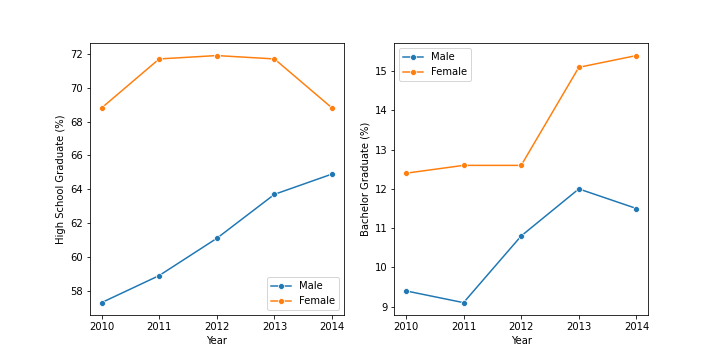 High School Graduate (%)
72
70
68
66
64
62
60
58
2010 2011 2012 2013 2014
Year
Male
Female
Bachelor Graduate (%)
15
14
13
12
11
10
9
2010 2011 2012 2013 2014
Year
Male
Female